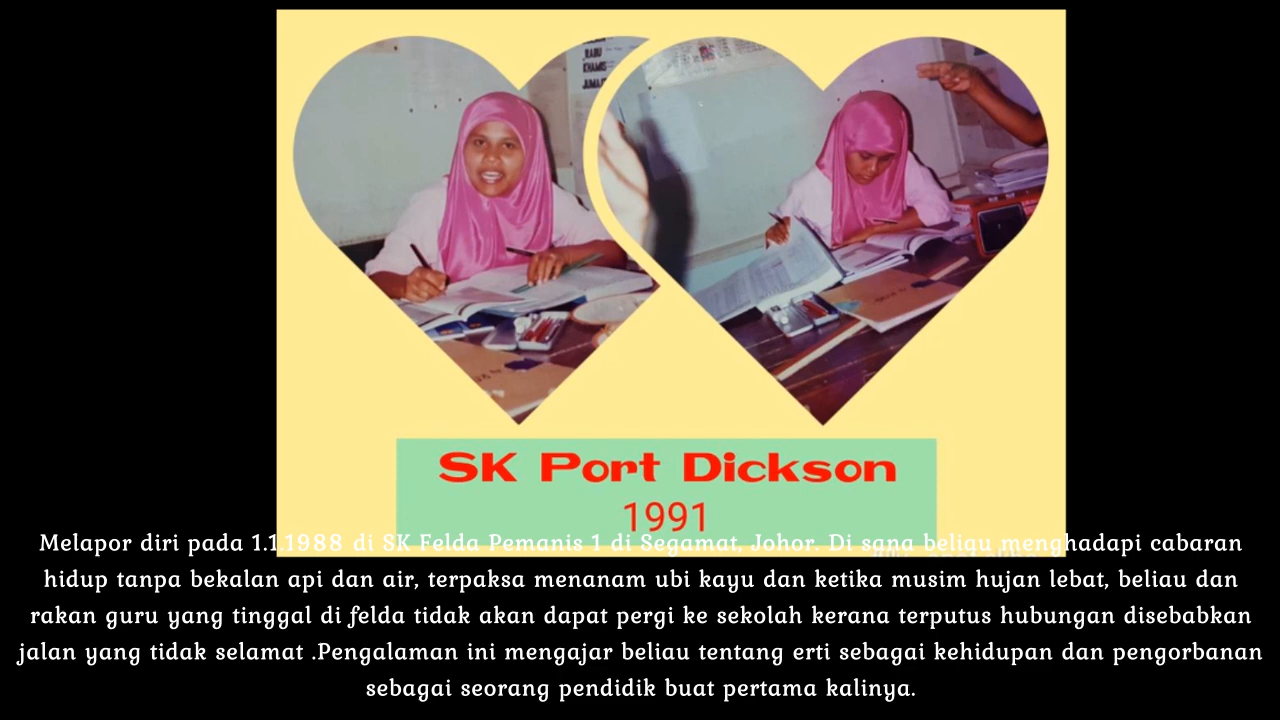 RABU
KHAMIS
SK Port Dickson
1991
Melapor diri pada 1.1.1988 di SK Felda Pemanis 1 di Segamat, Johor. Di sana beliau menghadapi cabaran
hidup tanpa bekalan api dan air, terpaksa menanam ubi kayu dan ketika musim hujan lebat, beliau dan
rakan guru yang tinggal di felda tidak akan dapat pergi ke sekolah kerana terputus hubungan disebabkan
jalan yang tidak selamat .Pengalaman ini mengajar beliau tentang erti sebagai kehidupan dan pengorbanan
sebagai seorang pendidik buat pertama kalinya.